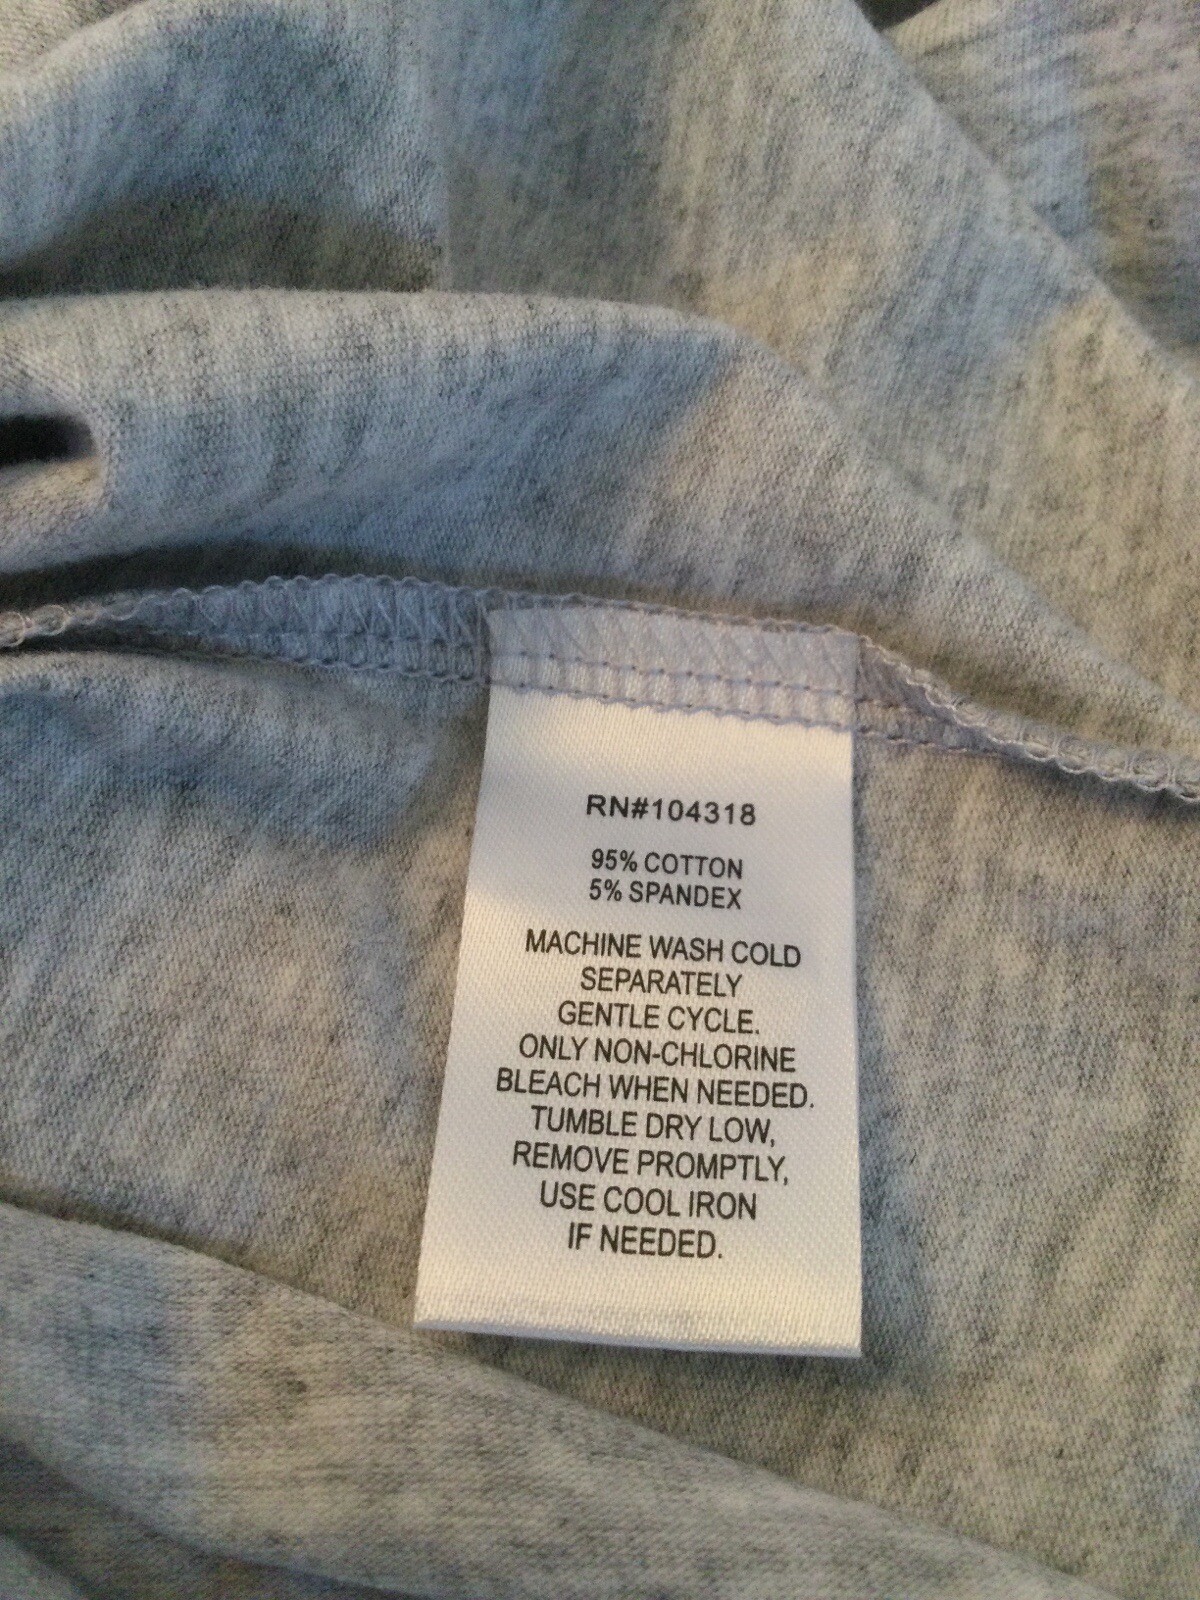 RN#104318
95% COTTON
5% SPANDEX
MACHINE WASH COLD
SEPARATELY
GENTLE CYCLE.
ONLY NON-CHLORINE
BLEACH WHEN NEEDED.
TUMBLE DRY LOW,
REMOVE PROMPTLY,
USE COOL IRON
IF NEEDED.